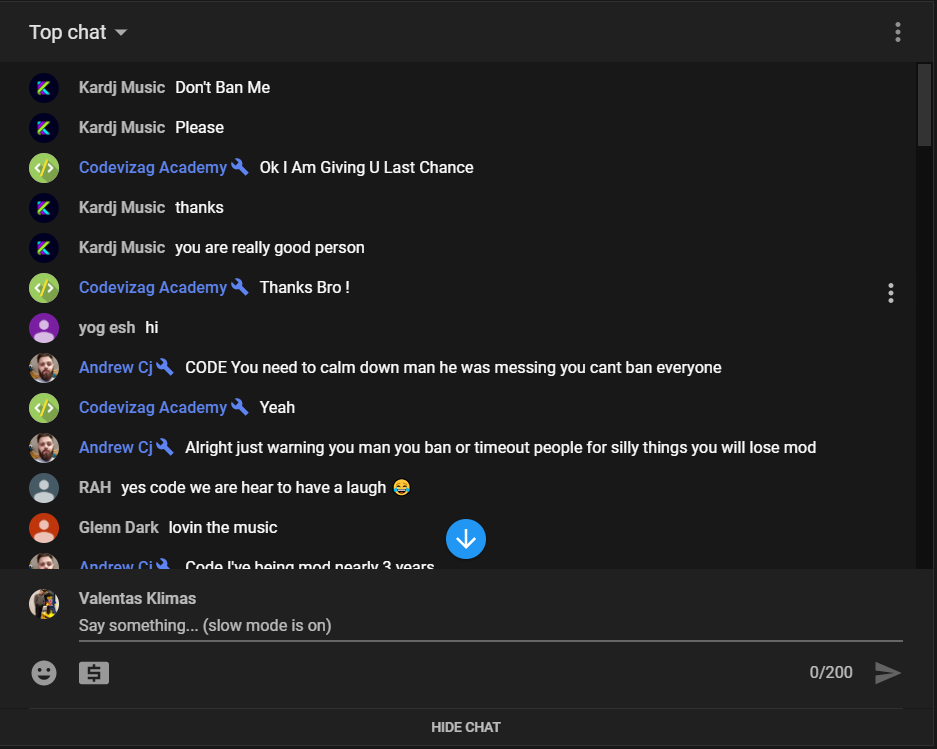 Top chat
Kardj Music Don't Ban Me
Kardj Music Please
Codevizag Academy Ok I Am Giving U Last Chance
Kardj Music thanks
Kardj Music you are really good person
Codevizag Academy Thanks Bro !
yog esh hi
Andrew Cj CODE You need to calm down man he was messing you cant ban everyone
Codevizag Academy Yeah
Andrew Cj Alright just warning you man you ban or timeout people for silly things you will lose mod
RAH yes code we are hear to have a laugh 😂
Glenn Dark lovin the music
Andrew Cj Code I've being mod nearly 3 years
Valentas Klimas
Say something... (slow mode is on)
0/200
HIDE CHAT